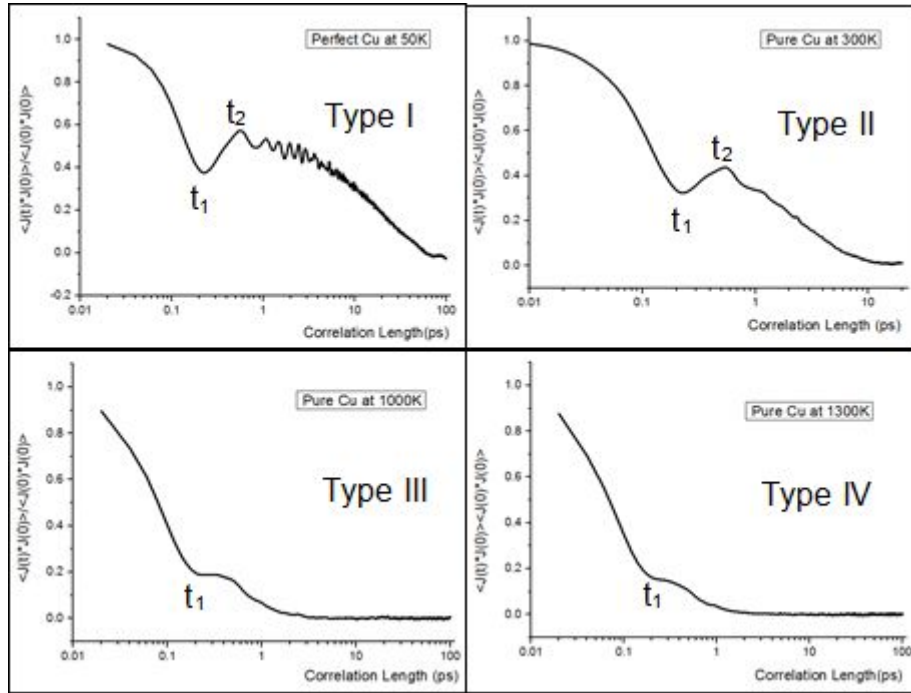 <J(t)*J(0)>/<J(0)*J(0)>
1.0
0.8
0.6
0.4
0.2
0.0
-0.2
Perfect Cu at 50K
Type I
t2
t1
0.01 0.1 1 10 100
Correlation Length(ps)
<J(t)*J(0)>/<J(0)*J(0)>
1.0
0.8
0.6
0.4
0.2
0.0
Pure Cu at 300K
Type II
t2
t1
0.01 0.1 1 10
Correlation Length (ps)
<J(t)*J(0)>/<J(0)*J(0)>
1.0
0.8
0.6
0.4
0.2
0.0
Pure Cu at 1000K
Type III
t1
0.01 0.1 1 10 100
Correlation Length (ps)
<J(t)*J(0)><J(0)*J(0)>
1.0
0.8
0.6
0.4
0.2
0.0
Pure Cu at 1300K
Type IV
t1
0.01 0.1 1 10 100
Correlation Length (ps)